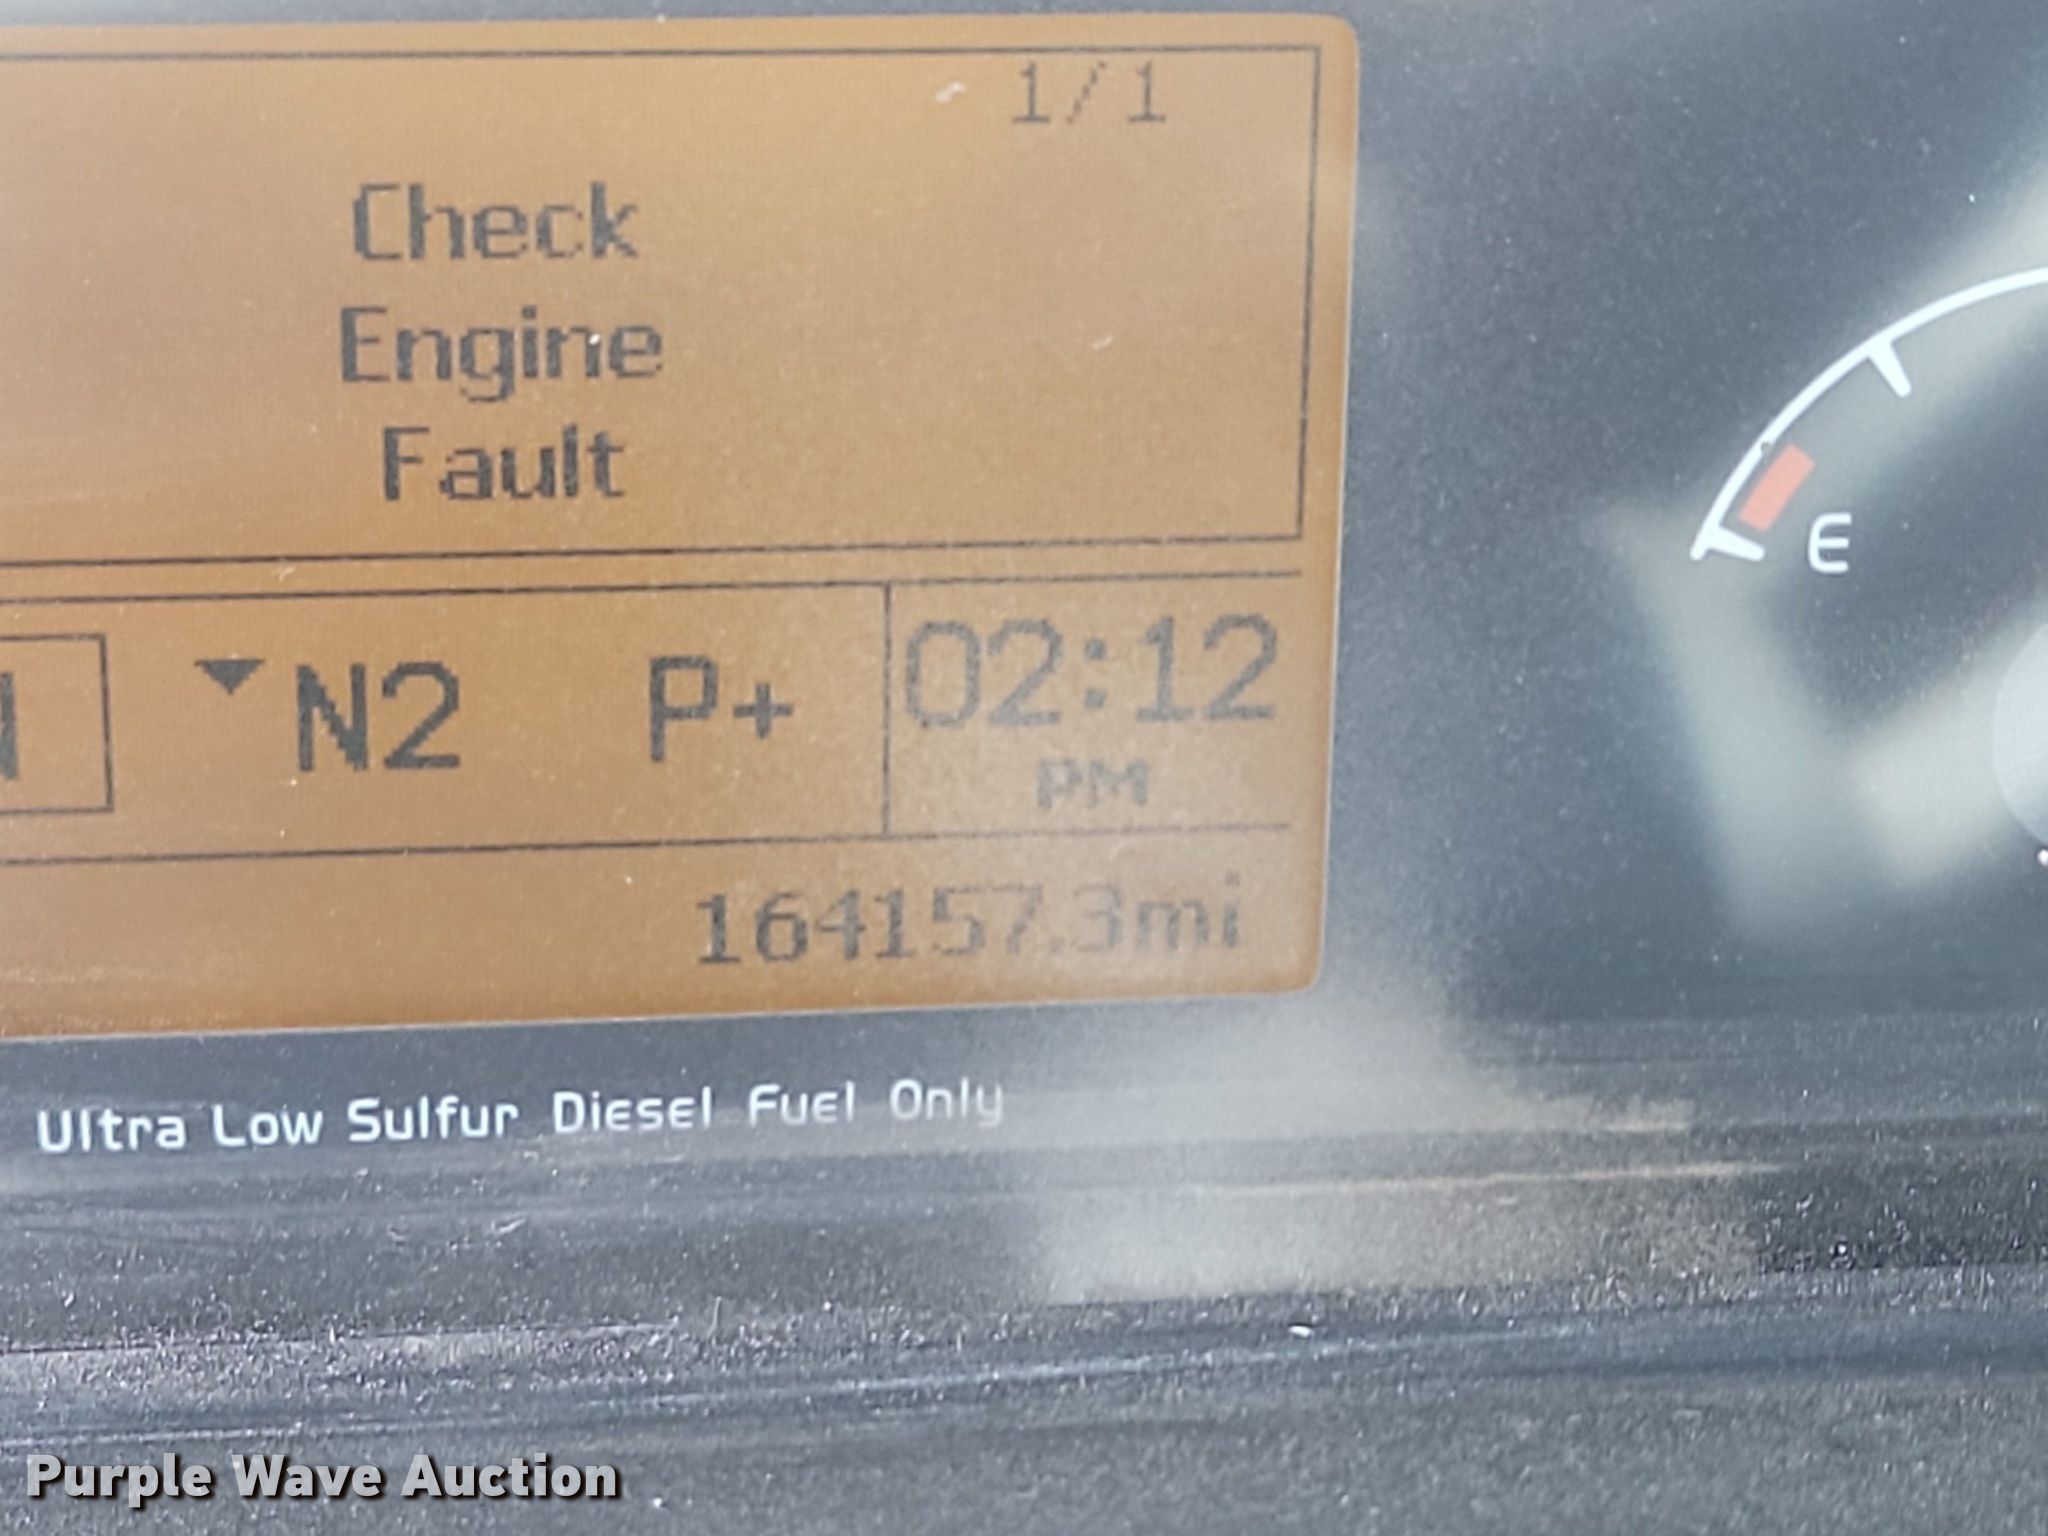 1/1
Check
Engine
Fault
N2 P+ 02:12
PM
164157.3mi
E
Ultra Low Sulfur Diesel Fuel Only
Purple Wave Auction